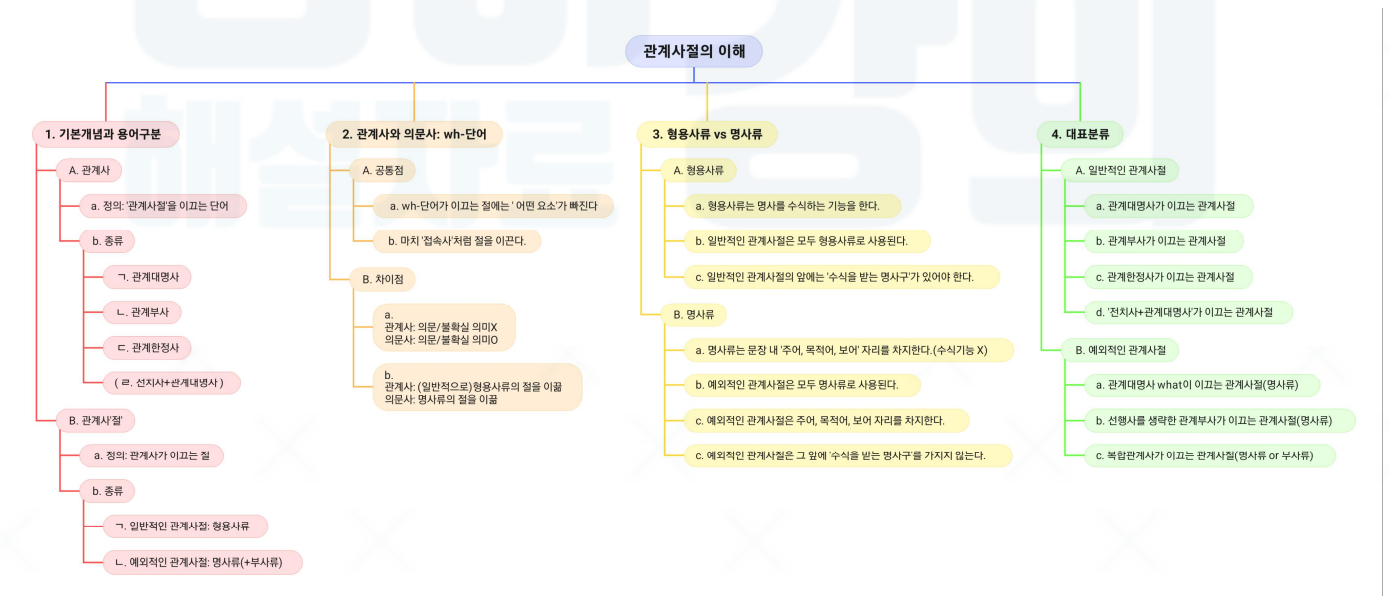 관계사절의 이해
1. 기본개념과 용어구분
A. 관계사
a. 정의: '관계사절'을 이끄는 단어
b. 종류
ㄱ. 관계대명사
ㄴ. 관계부사
ㄷ. 관계한정사
( ㄹ. 전치사+관계대명사 )
B. 관계사'절'
a. 정의: 관계사가 이끄는 절
b. 종류
ㄱ. 일반적인 관계사절: 형용사류
ㄴ. 예외적인 관계사절: 명사류(+부사류)
2. 관계사와 의문사: wh-단어
A. 공통점
a. wh-단어가 이끄는 절에는 ' 어떤 요소'가 빠진다
b. 마치 '접속사'처럼 절을 이끈다.
B. 차이점
a.
관계사: 의문/불확실 의미X
의문사: 의문/불확실 의미O
b.
관계사: (일반적으로)형용사류의 절을 이끎
의문사: 명사류의 절을 이끎
3. 형용사류 vs 명사류
A. 형용사류
a. 형용사류는 명사를 수식하는 기능을 한다.
b. 일반적인 관계사절은 모두 형용사류로 사용된다.
c. 일반적인 관계사절의 앞에는 '수식을 받는 명사구'가 있어야 한다.
B. 명사류
a. 명사류는 문장 내 '주어, 목적어, 보어' 자리를 차지한다.(수식기능 X)
b. 예외적인 관계사절은 모두 명사류로 사용된다.
c. 예외적인 관계사절은 주어, 목적어, 보어 자리를 차지한다.
c. 예외적인 관계사절은 그 앞에 '수식을 받는 명사구'를 가지지 않는다.
4. 대표분류
A. 일반적인 관계사절
a. 관계대명사가 이끄는 관계사절
b. 관계부사가 이끄는 관계사절
c. 관계한정사가 이끄는 관계사절
d. '전치사+관계대명사'가 이끄는 관계사절
B. 예외적인 관계사절
a. 관계대명사 what이 이끄는 관계사절(명사류)
b. 선행사를 생략한 관계부사가 이끄는 관계사절(명사류)
c. 복합관계사가 이끄는 관계사절(명사류 or 부사류)
해설자료